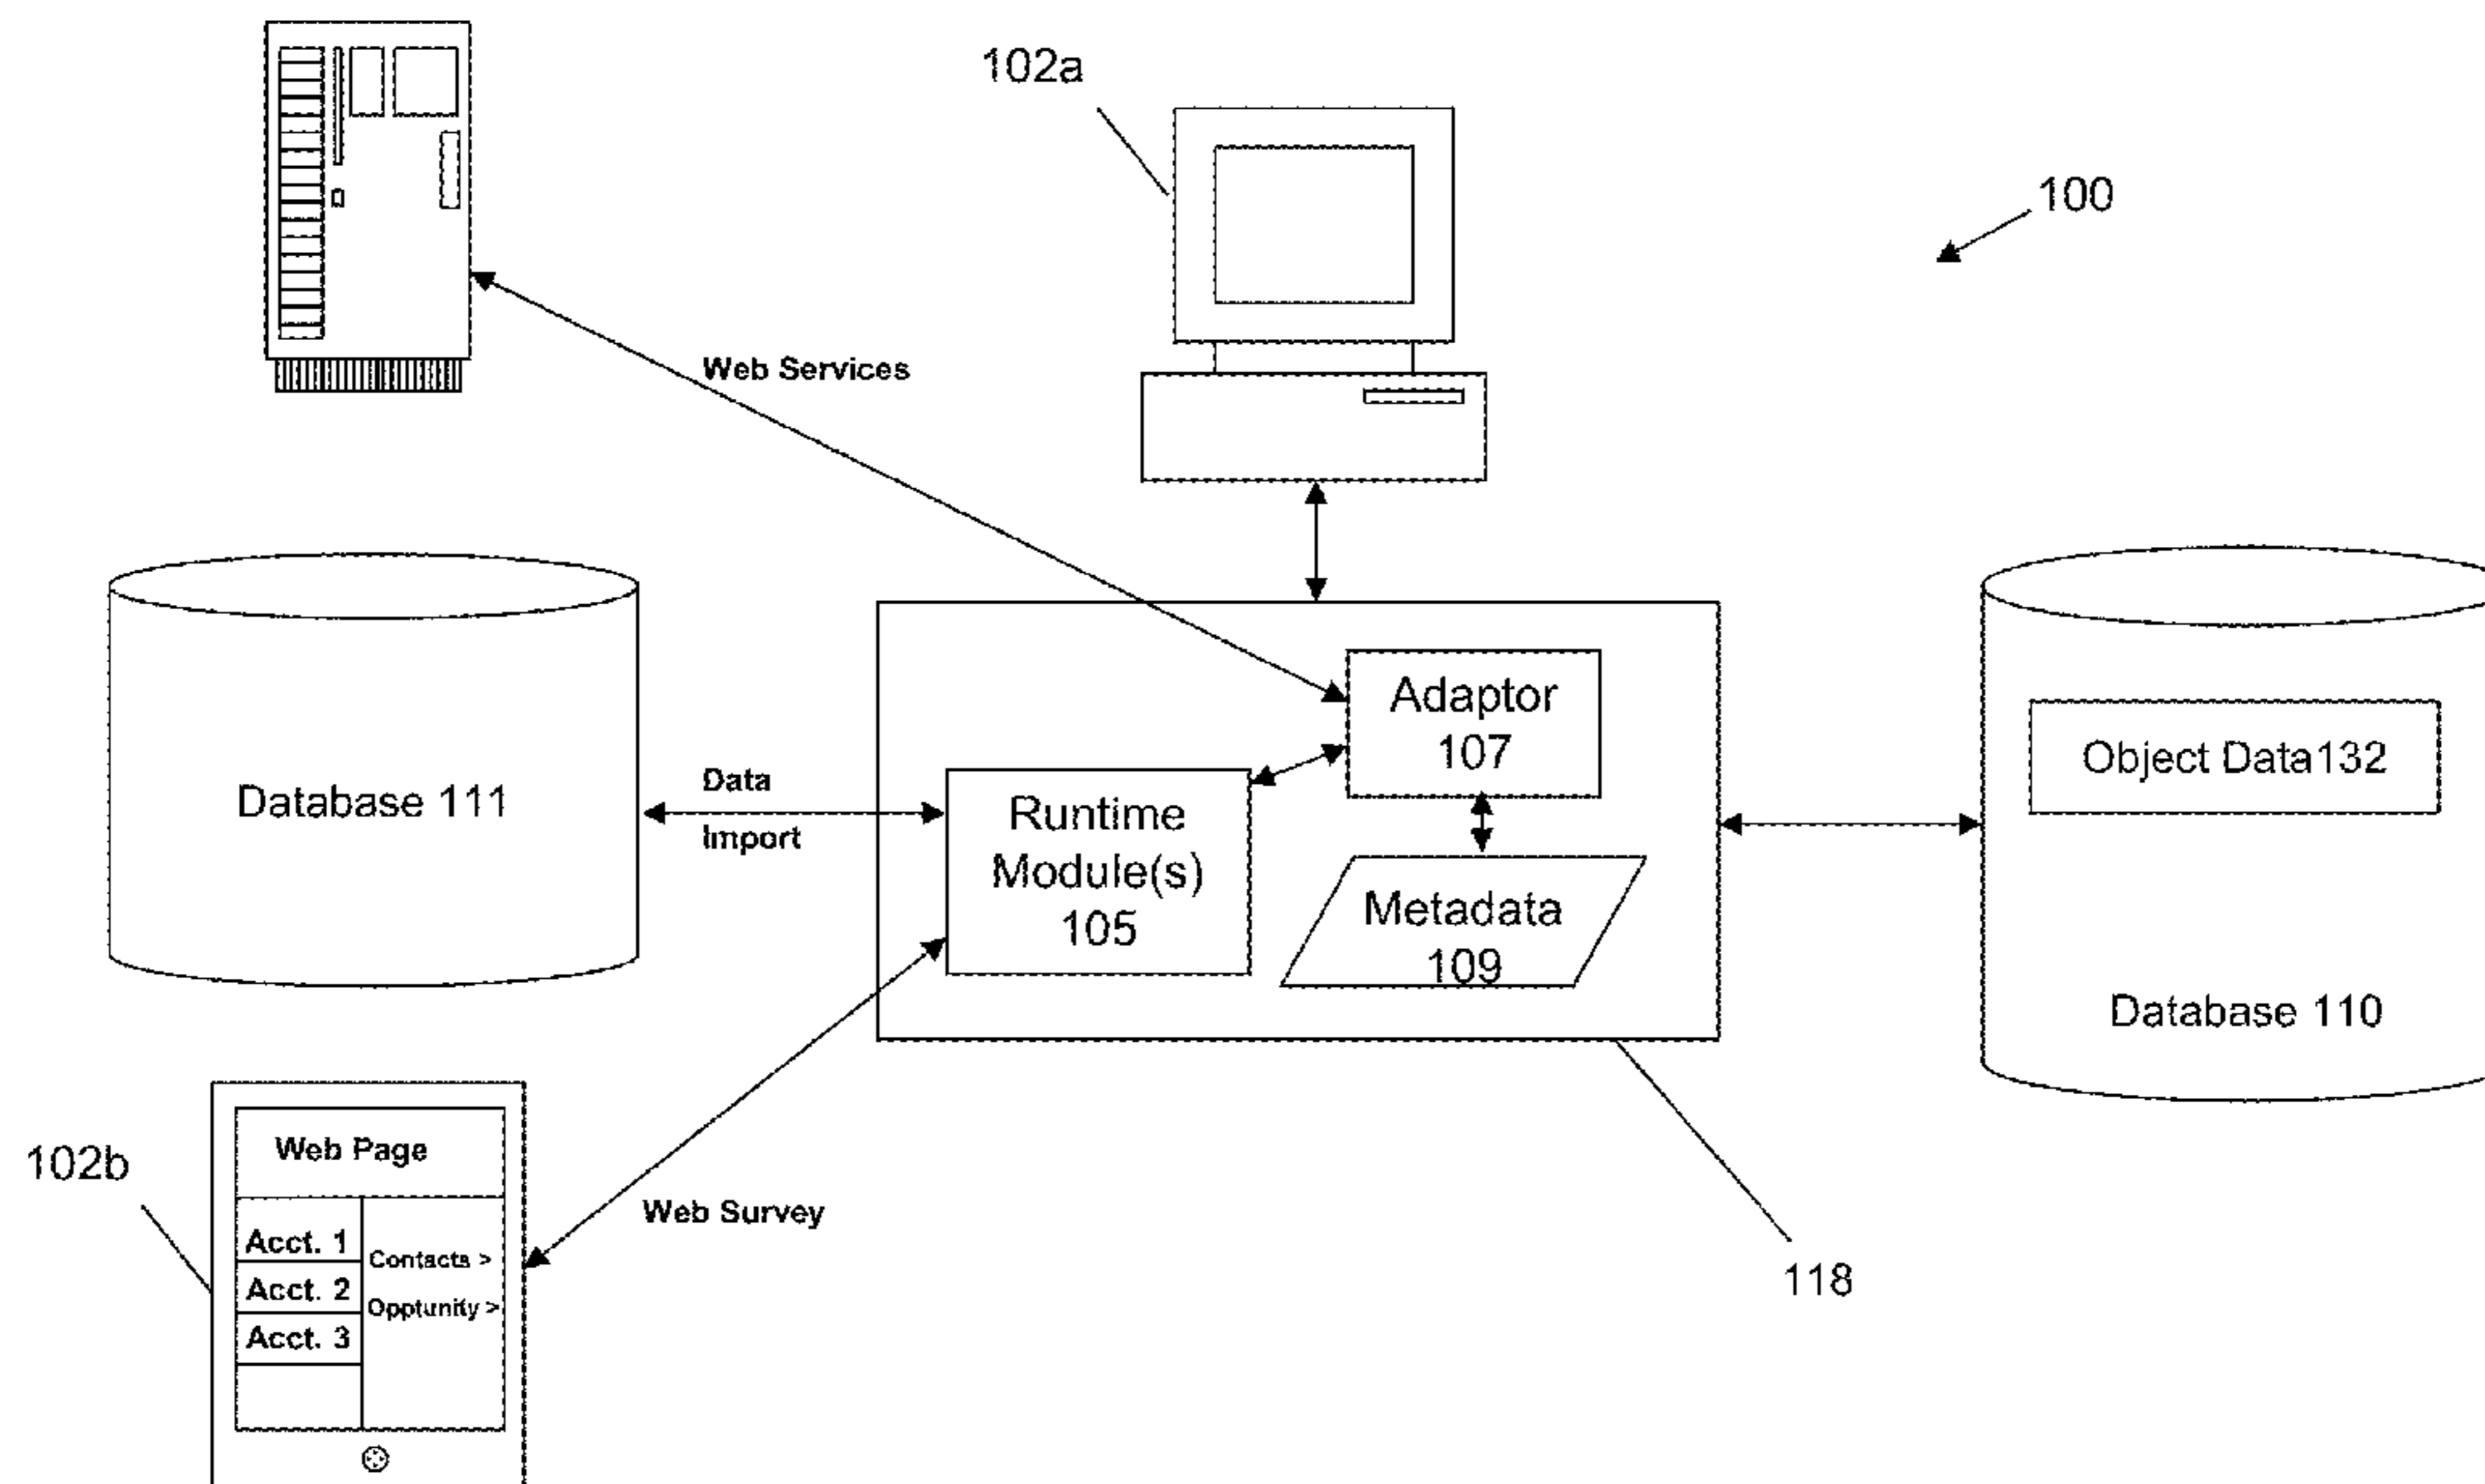 102a
100
Web Services
Adaptor
107
Object Data132
Data
Import
Database 111
Runtime
Module(s)
105
Metadata
109
Database 110
102b
Web Page
Acct. 1
Acct. 2
Acct. 3
Contacts >
Opptunity >
Web Survey
118